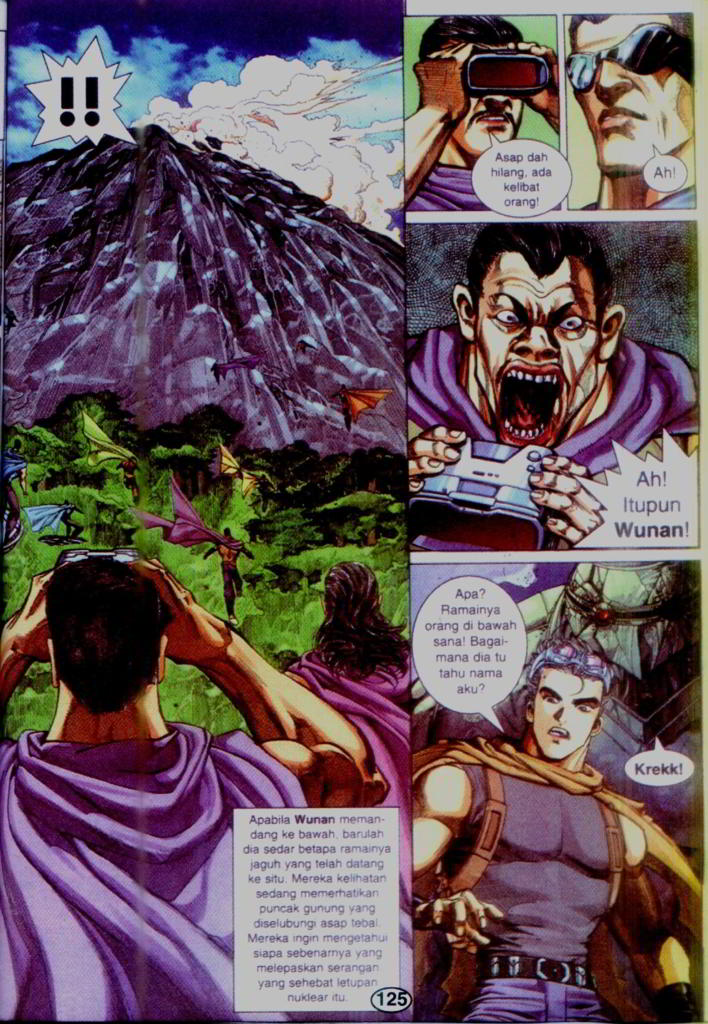 !!
Asap dah
hilang, ada
kelibat
orang!
Ah!
Ah!
Itupun
Wunan!
Apa?
Ramainya
orang di bawah
sana! Bagai-
mana dia tu
tahu nama
aku?
Krekk!
Apabila Wunan meman-
dang ke bawah, barulah
dia sedar betapa ramainya
jaguh yang telah datang
ke situ. Mereka kelihatan
sedang memerhatikan
puncak gunung yang
diselubungi asap tebal.
Mereka ingin mengetahui
siapa sebenarnya yang
melepaskan serangan
yang sehebat letupan
nuklear itu.
125